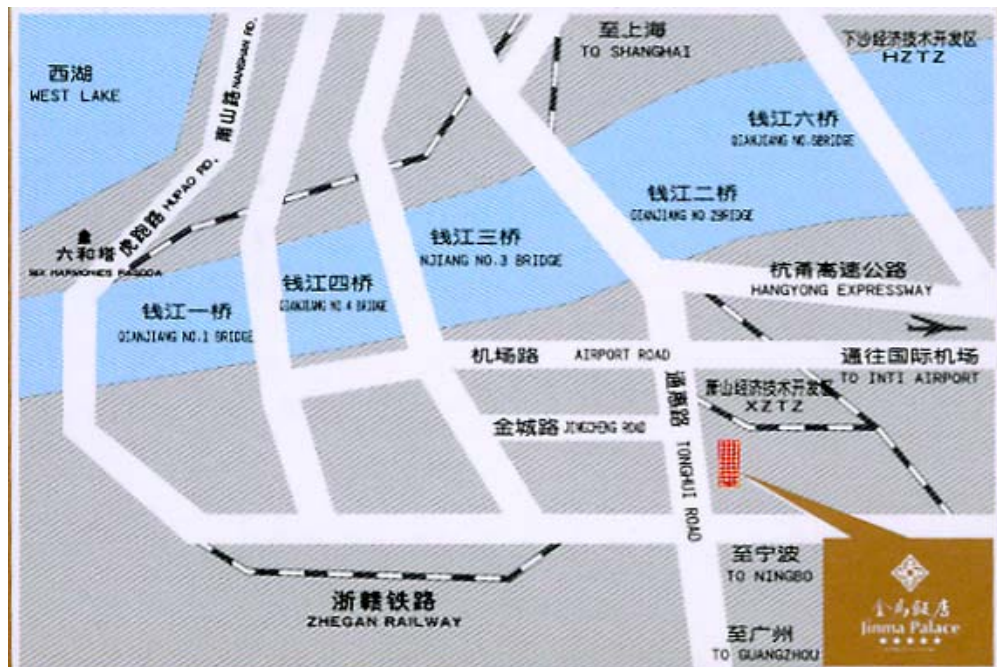 至上海
TO SHANGHAI
下沙经济技术开发区
HZTZ
西湖
WEST LAKE
南山路 NANSHAN RD.
钱江六桥
QIANJIANG NO.6BRIDGE
虎跑路 HUPAO RD.
钱江二桥
QIANJIANG NO 2BRIDGE
六和塔
SIX HARMONIES PAGODA
钱江三桥
NJIANG NO.3 BRIDGE
钱江四桥
QIANJIANG NO.4 BRIDGE
杭甬高速公路
HANGYONG EXPRESSWAY
钱江一桥
QIANJIANG NO.1 BRIDGE
机场路 AIRPORT ROAD
通往国际机场
TO INTI AIRPORT
萧山经济技术开发区
XZTZ
金城路 JINGCHENG ROAD
通惠路 TONGHUI ROAD
至宁波
TO NINGBO
浙赣铁路
ZHEGAN RAILWAY
至广州
TO GUANGZHOU
金马饭店
Jinma Palace